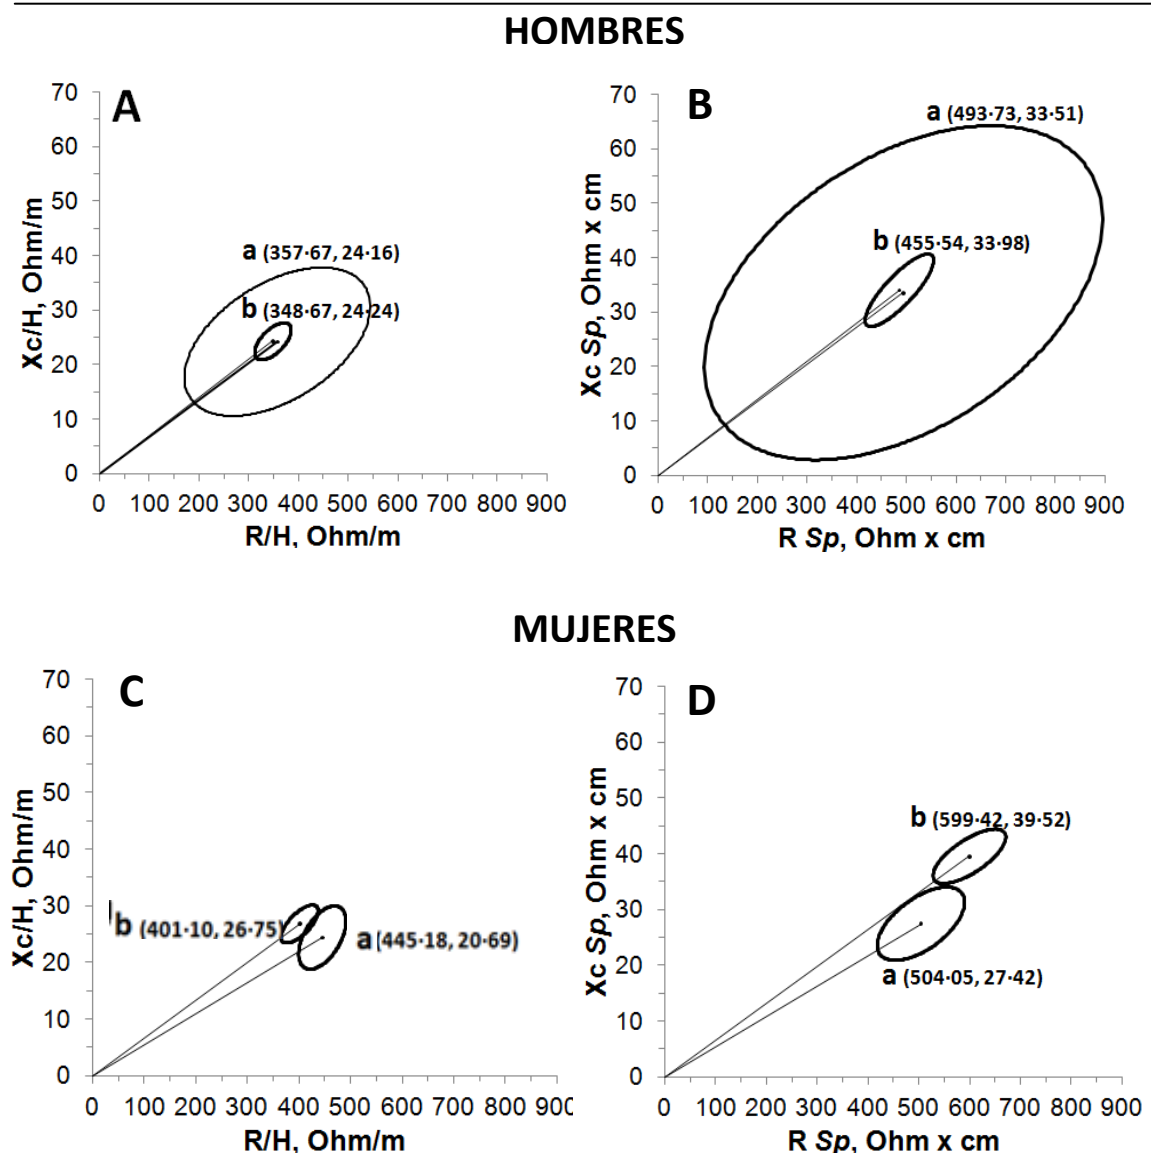 HOMBRES
A
70
60
50
40
30
20
10
0
Xc/H, Ohm/m
a (357·67, 24·16)
b (348·67, 24·24)
0 100 200 300 400 500 600 700 800 900
R/H, Ohm/m
B
70
60
50
40
30
20
10
0
Xc Sp, Ohm x cm
a (493·73, 33·51)
b (455·54, 33·98)
0 100 200 300 400 500 600 700 800 900
R Sp, Ohm x cm
MUJERES
C
70
60
50
40
30
20
10
0
Xc/H, Ohm/m
b (401·10, 26·75)
a (445·18, 20·69)
0 100 200 300 400 500 600 700 800 900
R/H, Ohm/m
D
70
60
50
40
30
20
10
0
Xc Sp, Ohm x cm
b (599·42, 39·52)
a (504·05, 27·42)
0 100 200 300 400 500 600 700 800 900
R Sp, Ohm x cm